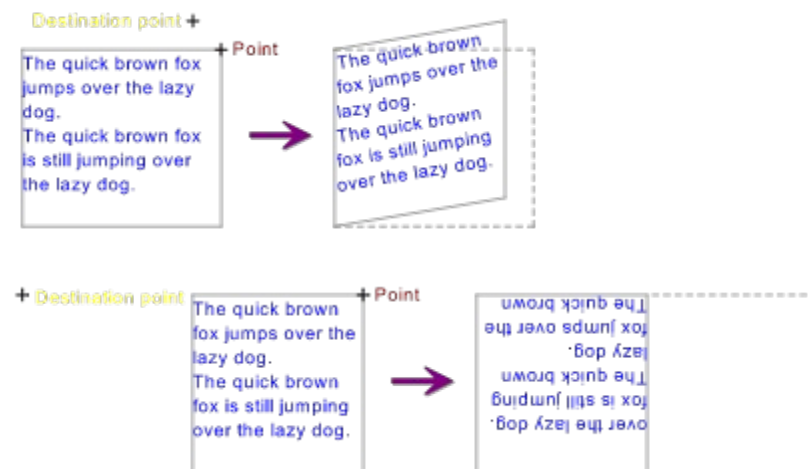 Destination point
Point
The quick brown fox
jumps over the lazy
dog.
The quick brown fox
is still jumping over
the lazy dog.
The quick brown
fox jumps over the
lazy dog.
The quick brown
fox is still jumping
over the lazy dog.
Destination point
Point
The quick brown
fox jumps over the
lazy dog.
The quick brown
fox is still jumping
over the lazy dog.
The quick brown
fox jumps over the
lazy dog.
The quick brown
fox is still jumping
over the lazy dog.